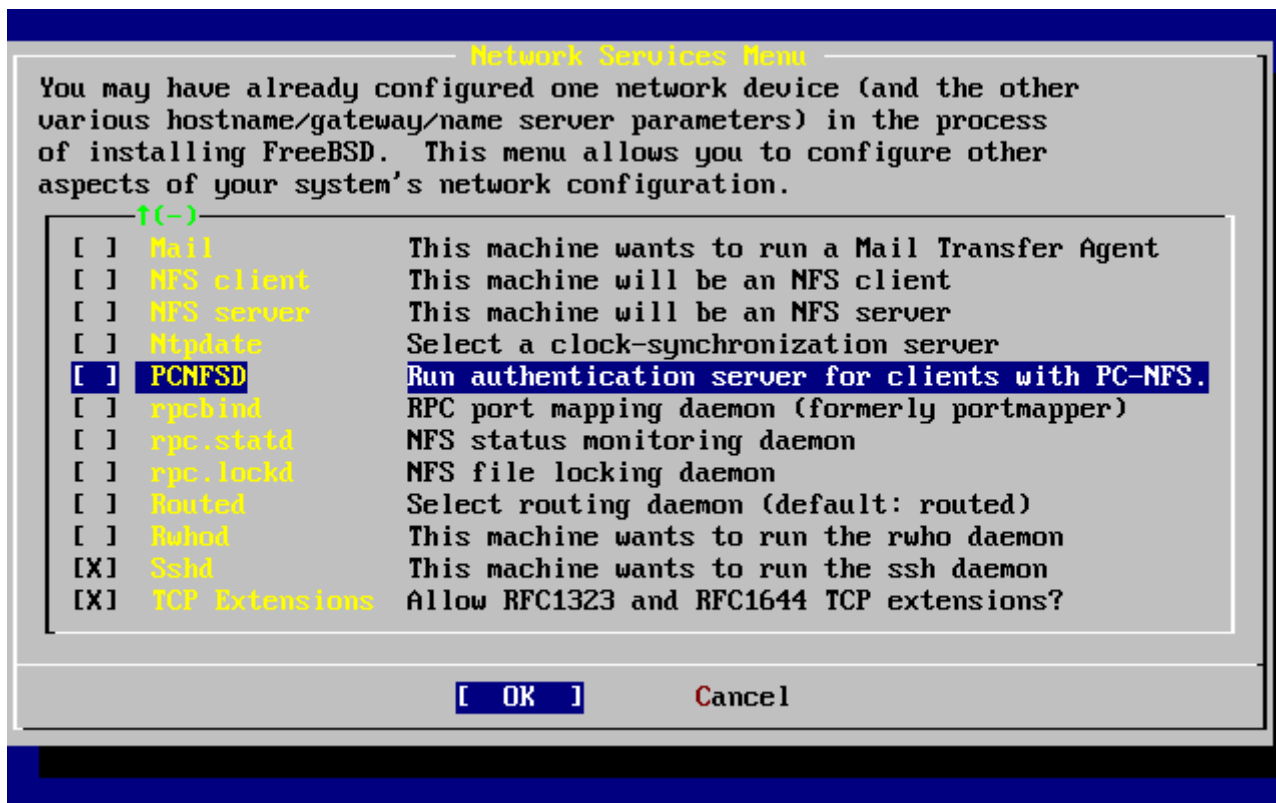 Network Services Menu
You may have already configured one network device (and the other
various hostname/gateway/name server parameters) in the process
of installing FreeBSD.  This menu allows you to configure other
aspects of your system's network configuration.
↑(-)
[ ] Mail This machine wants to run a Mail Transfer Agent
[ ] NFS client This machine will be an NFS client
[ ] NFS server This machine will be an NFS server
[ ] Ntpdate Select a clock-synchronization server
[ ] PCNFSD Run authentication server for clients with PC-NFS.
[ ] rpcbind RPC port mapping daemon (formerly portmapper)
[ ] rpc.statd NFS status monitoring daemon
[ ] rpc.lockd NFS file locking daemon
[ ] Routed Select routing daemon (default: routed)
[ ] Rwhod This machine wants to run the rwho daemon
[X] Sshd This machine wants to run the ssh daemon
[X] TCP Extensions Allow RFC1323 and RFC1644 TCP extensions?
[ OK ] Cancel